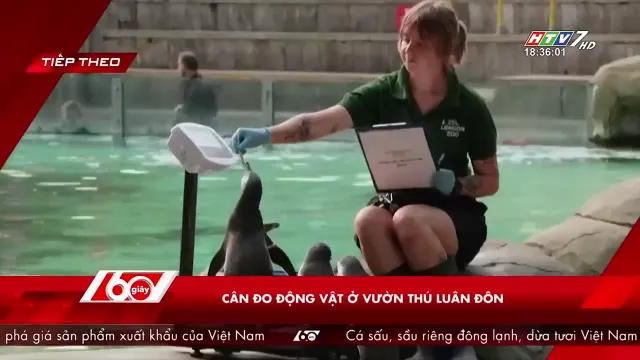 TIẾP THEO
HTV7 HD
18:36:01
ZSL
LONDON
ZOO
60 giây
CÂN ĐO ĐỘNG VẬT Ở VƯỜN THÚ LUÂN ĐÔN
phá giá sản phẩm xuất khẩu của Việt Nam 60 Cá sấu, sầu riêng đông lạnh, dừa tươi Việt Nam